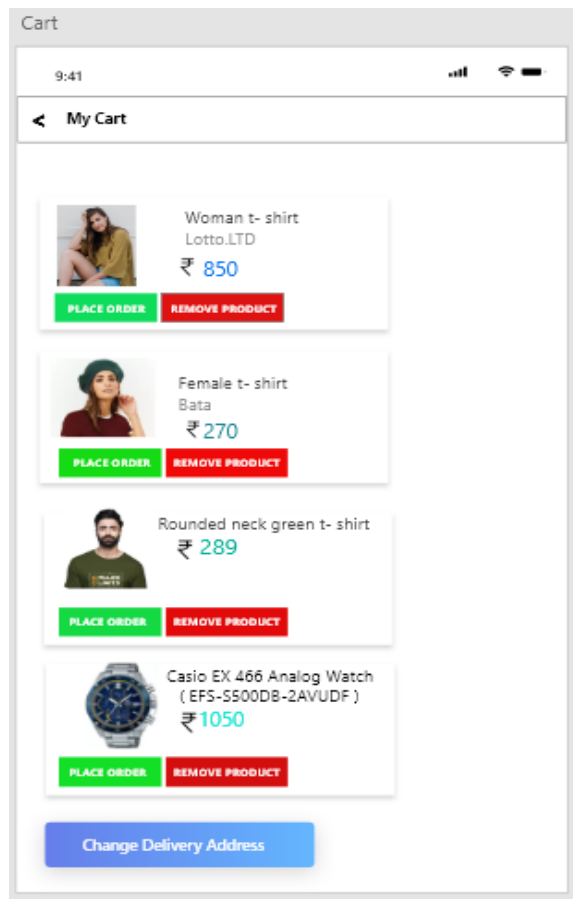 Cart
9:41
< My Cart
Woman t- shirt
Lotto.LTD
₹ 850
PLACE ORDER REMOVE PRODUCT
Female t- shirt
Bata
₹ 270
PLACE ORDER REMOVE PRODUCT
Rounded neck green t- shirt
₹ 289
PLACE ORDER REMOVE PRODUCT
Casio EX 466 Analog Watch
( EFS-S500DB-2AVUDF )
₹1050
PLACE ORDER REMOVE PRODUCT
Change Delivery Address